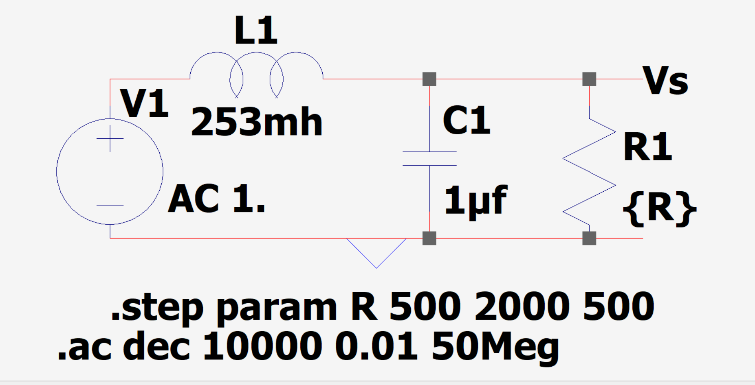 L1
V1
253mh
Vs
C1
R1
AC 1.
1µf
{R}
.step param R 500 2000 500
.ac dec 10000 0.01 50Meg